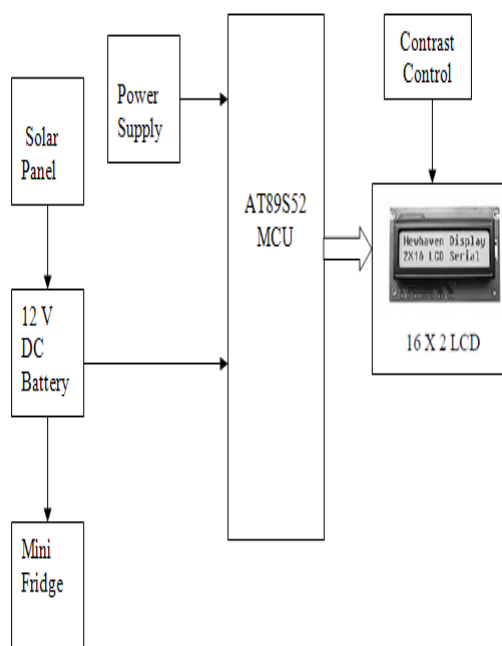 Solar
Panel
Power
Supply
AT89S52
MCU
Contrast
Control
Newhaven Display
2X16 LCD Serial
16 X 2 LCD
12 V
DC
Battery
Mini
Fridge